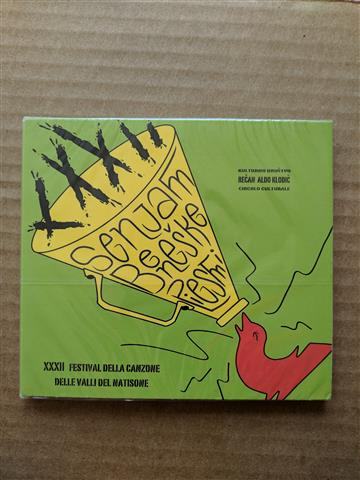 XXXII
SENJAM
BENEŠKE
PIESMI
KULTURNO DRUŠTVO
REČAN ALDO KLODIČ
CIRCOLO CULTURALE
XXXII FESTIVAL DELLA CANZONE
DELLE VALLI DEL NATISONE